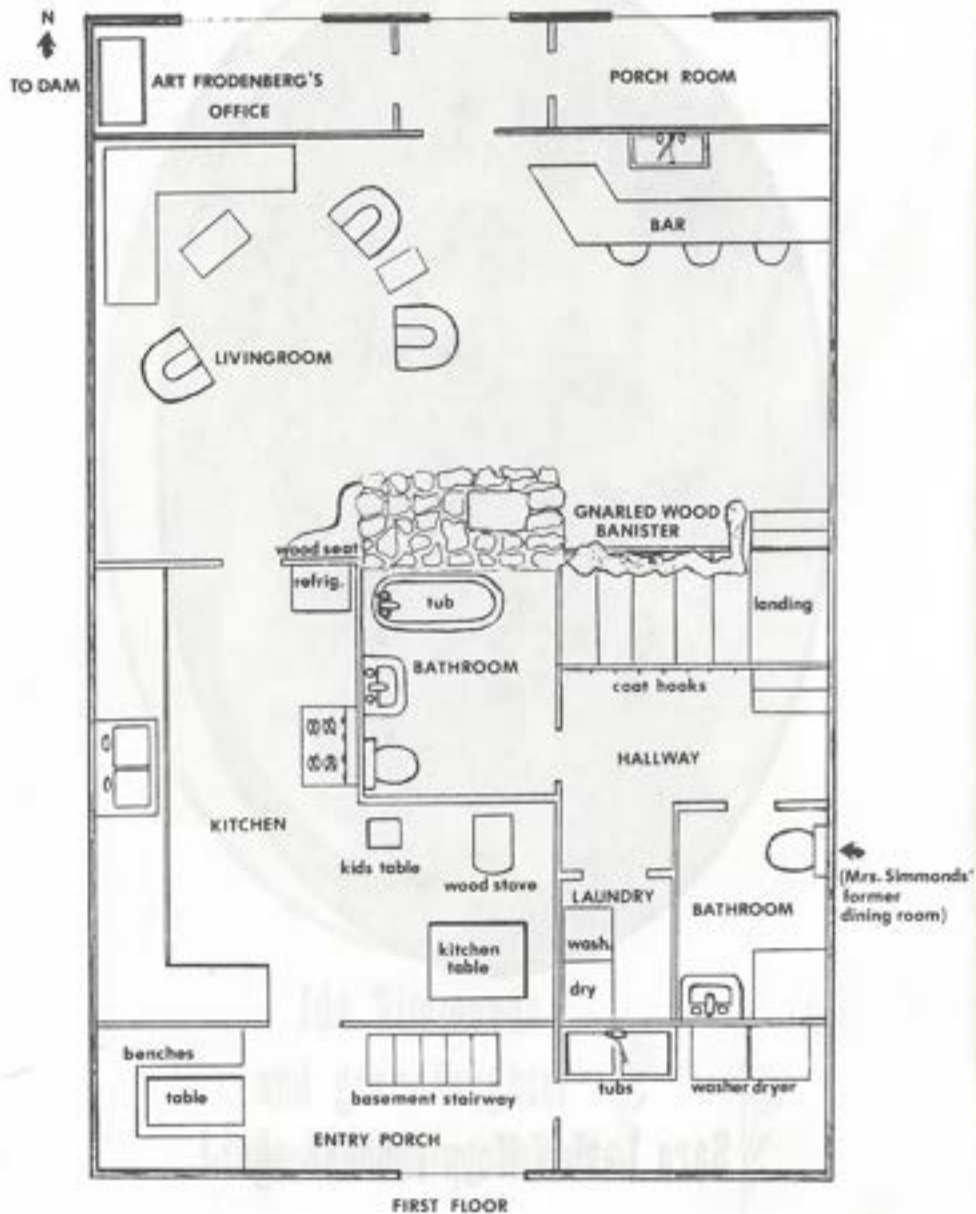 N
TO DAM
ART FRODENBERG'S
OFFICE
PORCH ROOM
BAR
LIVINGROOM
GNARLED WOOD
BANISTER
wood seat
refrig.
tub
landing
BATHROOM
coat hooks
HALLWAY
KITCHEN
kids table
wood stove
LAUNDRY
BATHROOM
(Mrs. Simmonds'
former
dining room)
wash.
kitchen
table
dry
benches
table
basement stairway
tubs
washer dryer
ENTRY PORCH
FIRST FLOOR